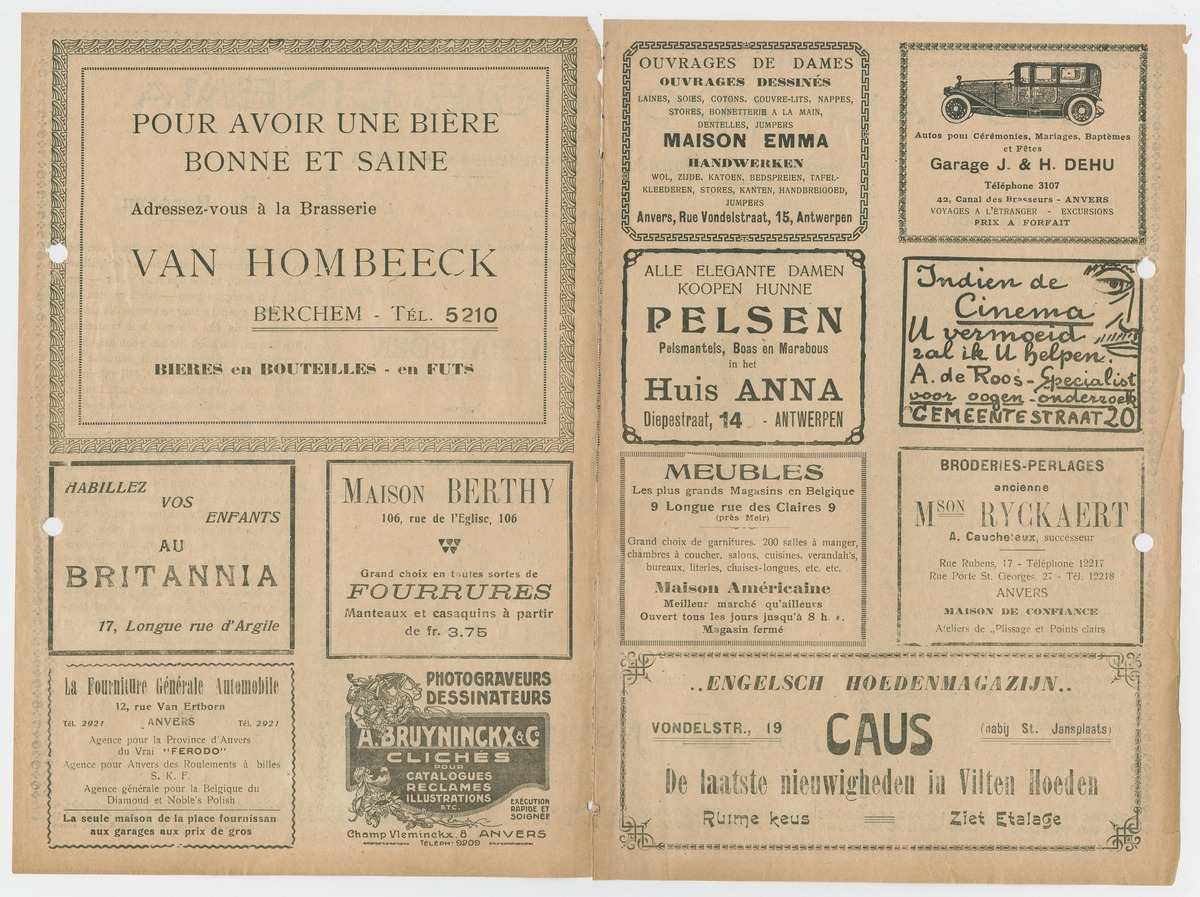 POUR AVOIR UNE BIÈRE
BONNE ET SAINE
Adressez-vous à la Brasserie
VAN HOMBEECK
BERCHEM - TÉL. 5210
BIERES en BOUTEILLES - en FUTS
HABILLEZ
VOS
ENFANTS
AU
BRITANNIA
17, Longue rue d'Argile
MAISON BERTHY
106, rue de l'Eglise, 106
Grand choix en toutes sortes de
FOURRURES
Manteaux et casaquins à partir
de fr. 3.75
La Fourniture Générale Automobile
12, rue Van Ertborn
Tél. 2921 ANVERS Tél. 2921
Agence pour la Province d'Anvers
du Vrai "FERODO"
Agence pour Anvers des Roulements à billes
S. K. F.
Agence générale pour la Belgique du
Diamond et Noble's Polish
La seule maison de la place fournissan
aux garages aux prix de gros
PHOTOGRAVEURS
DESSINATEURS
A. BRUYNINCKX & Co
CLICHÉS
POUR
CATALOGUES
RECLAMES
ILLUSTRATIONS
ETC.
EXÉCUTION
RAPIDE ET
SOIGNÉE
Champ Vleminckx. 8 ANVERS
TELEPH. 9209
OUVRAGES DE DAMES
OUVRAGES DESSINÉS
LAINES, SOIES, COTONS. COUVRE-LITS, NAPPES,
STORES, BONNETTERIE A LA MAIN,
DENTELLES, JUMPERS
MAISON EMMA
HANDWERKEN
WOL, ZIJDE, KATOEN, BEDSPREIEN, TAFEL-
KLEEDEREN, STORES, KANTEN, HANDBREIGOED,
JUMPERS
Anvers, Rue Vondelstraat, 15, Antwerpen
Autos pour Cérémonies, Mariages, Baptèmes
et Fêtes
Garage J. & H. DEHU
Téléphone 3107
42, Canal des Brasseurs - ANVERS
VOYAGES A L'ÉTRANGER - EXCURSIONS
PRIX A FORFAIT
ALLE ELEGANTE DAMEN
KOOPEN HUNNE
PELSEN
Pelsmantels, Boas en Marabous
in het
Huis ANNA
Diepestraat, 14 - ANTWERPEN
Indien de
Cinema
U vermoeid
zal ik U helpen.
A. de Roos - Specialist
voor oogen-onderzoek
GEMEENTESTRAAT 20
MEUBLES
Les plus grands Magasins en Belgique
9 Longue rue des Claires 9
(près Meir)
Grand choix de garnitures. 200 salles à manger,
chambres à coucher, salons, cuisines, verandah's,
bureaux, literies, chaises-longues, etc. etc.
Maison Américaine
Meilleur marché qu'ailleurs
Ouvert tous les jours jusqu'à 8 h.
Magasin fermé
BRODERIES-PERLAGES
ancienne
MSON RYCKAERT
A. Caucheteux, successeur
Rue Rubens, 17 - Téléphone 12217
Rue Porte St. Georges, 27 - Tél. 12218
ANVERS
MAISON DE CONFIANCE
Ateliers de „Plissage et Points clairs
..ENGELSCH HOEDENMAGAZIJN..
VONDELSTR., 19 CAUS (nabij St. Jansplaats)
De laatste nieuwigheden in Vilten Hoeden
Ruime keus = Ziet Etalage